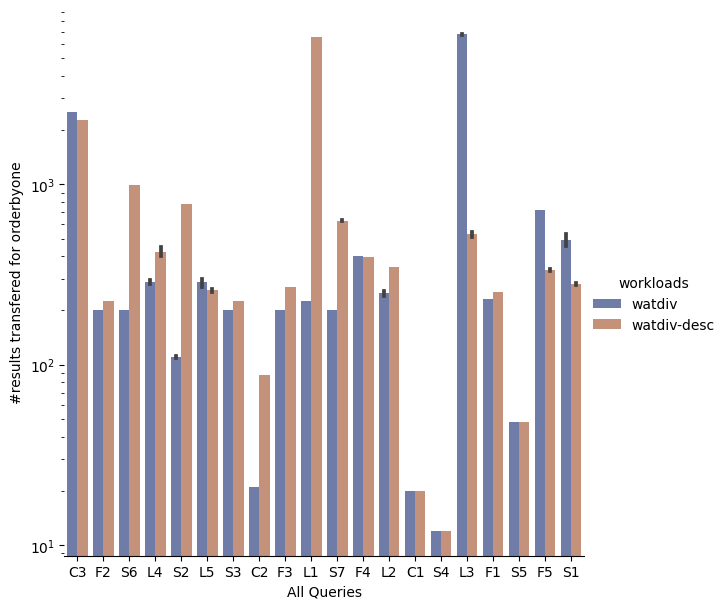 #results transfered for orderbyone
10³
10²
10¹
C3 F2 S6 L4 S2 L5 S3 C2 F3 L1 S7 F4 L2 C1 S4 L3 F1 S5 F5 S1
All Queries
workloads
watdiv
watdiv-desc